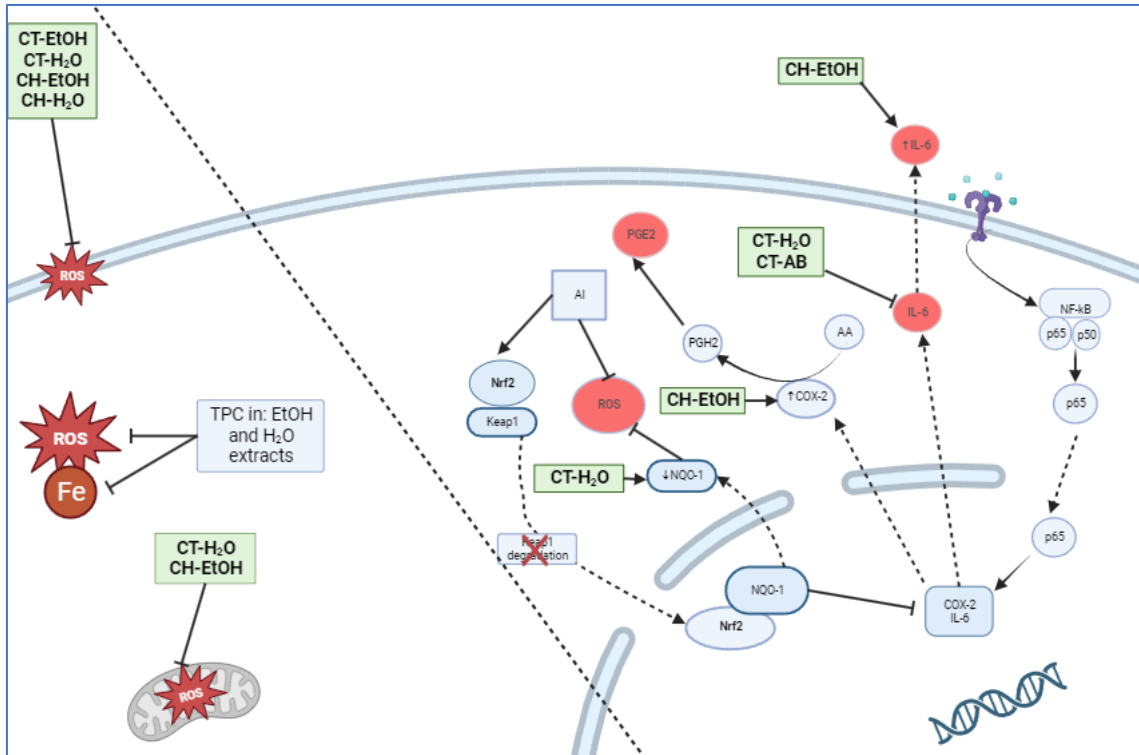 CT-EtOH
CT-H₂O
CH-EtOH
CH-H₂O
ROS
CH-EtOH
↑IL-6
PGE2
CT-H₂O
CT-AB
IL-6
AI
NF-kB
p65
p50
PGH2
AA
Nrf2
Keap1
ROS
CH-EtOH
↑COX-2
p65
TPC in: EtOH
and H₂O
extracts
ROS
Fe
CT-H₂O
↓NQO-1
Keap1
degradation
p65
CT-H₂O
CH-EtOH
NQO-1
Nrf2
COX-2
IL-6
ROS